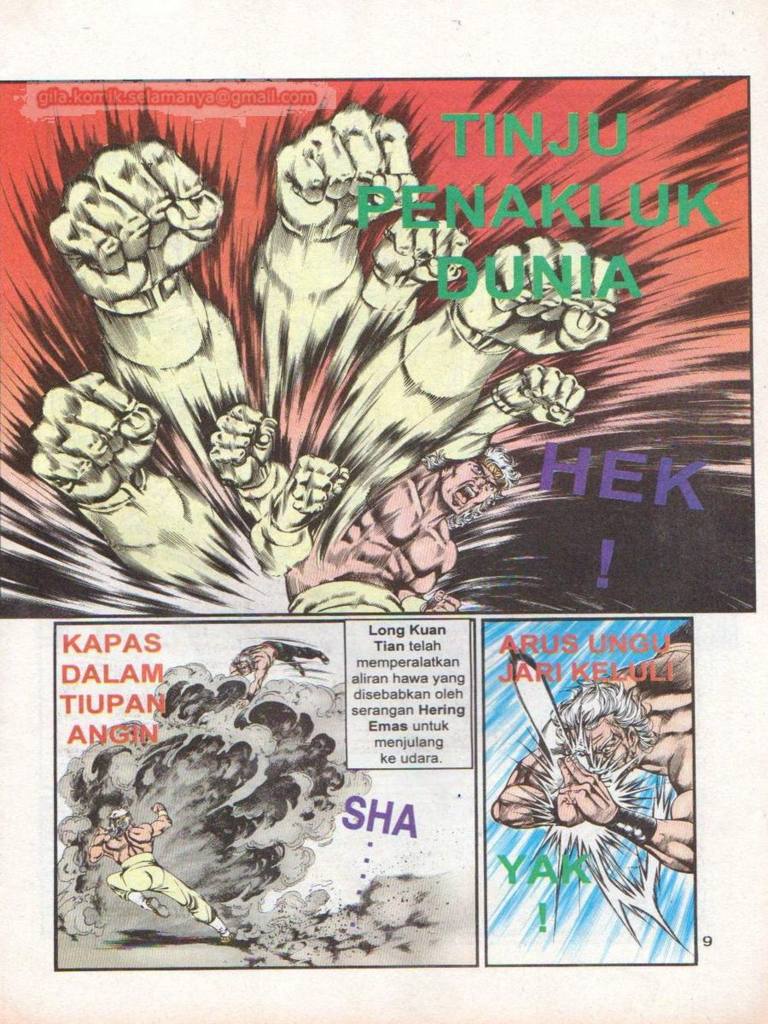 gila.komik.selamanya@gmail.com
TINJU
PENAKLUK
DUNIA
HEK
!
KAPAS
DALAM
TIUPAN
ANGIN
Long Kuan
Tian telah
memperalatkan
aliran hawa yang
disebabkan oleh
serangan Hering
Emas untuk
menjulang
ke udara.
SHA
.....
ARUS UNGU
JARI KELULI
YAK
!
9